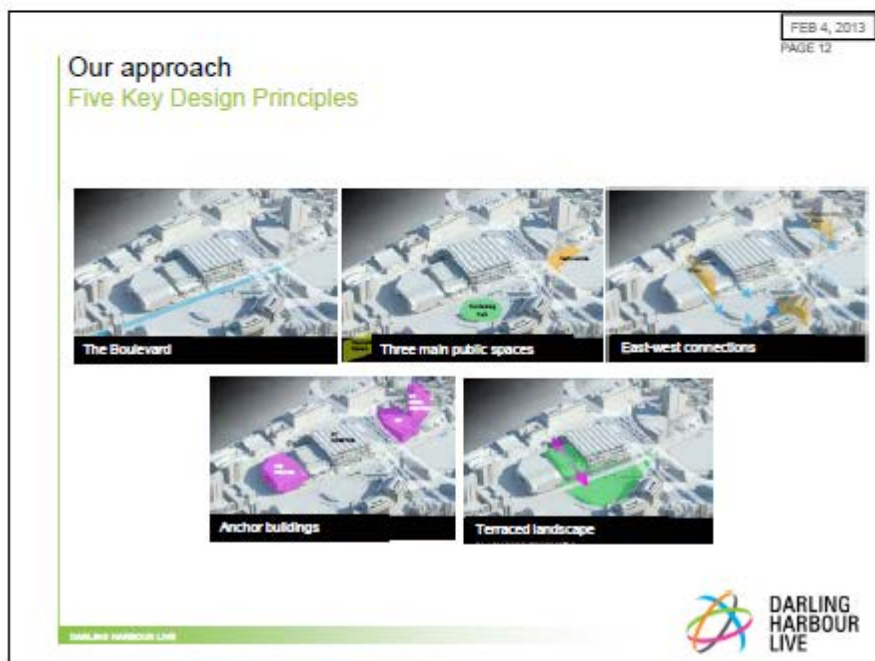 FEB 4, 2013
PAGE 12
Our approach
Five Key Design Principles
The Boulevard
Three main public spaces
East-west connections
Anchor buildings
Terraced landscape
DARLING HARBOUR LIVE
DARLING
HARBOUR
LIVE